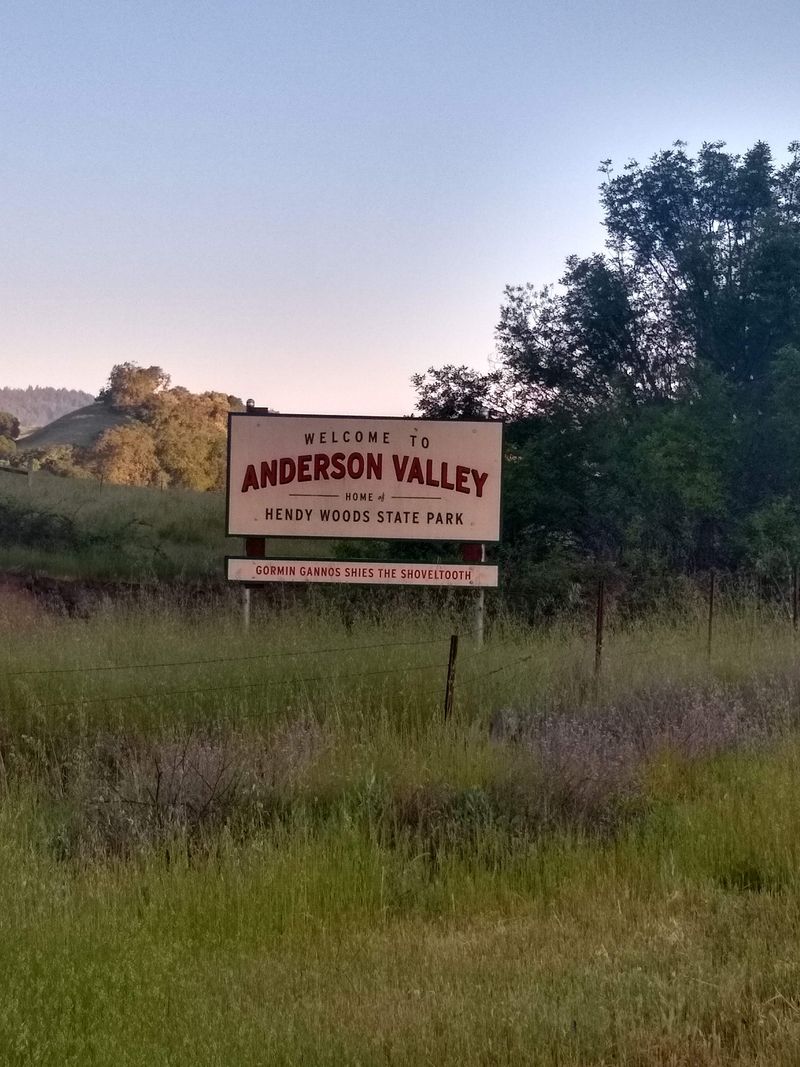 WELCOME TO
ANDERSON VALLEY
HOME of
HENDY WOODS STATE PARK
GORMIN GANNOS SHIES THE SHOVELTOOTH